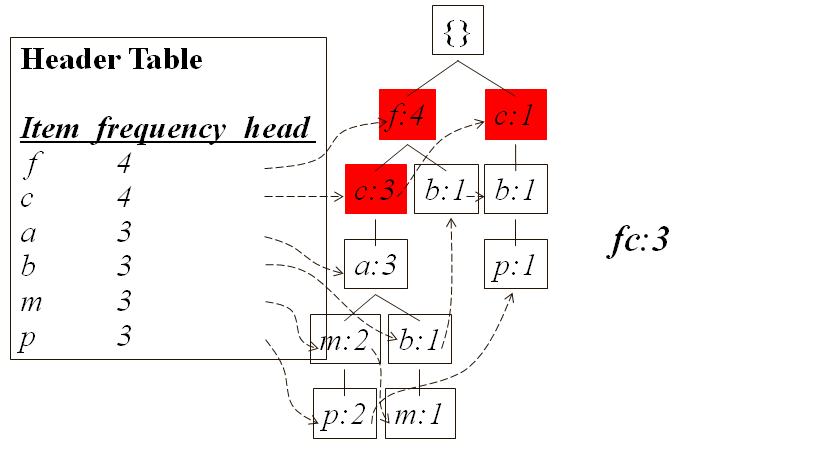 {}
Header Table
Item frequency head
f 4
c 4
a 3
b 3
m 3
p 3
f:4 c:1
c:3 b:1 b:1
a:3 p:1
m:2 b:1
p:2 m:1
fc:3